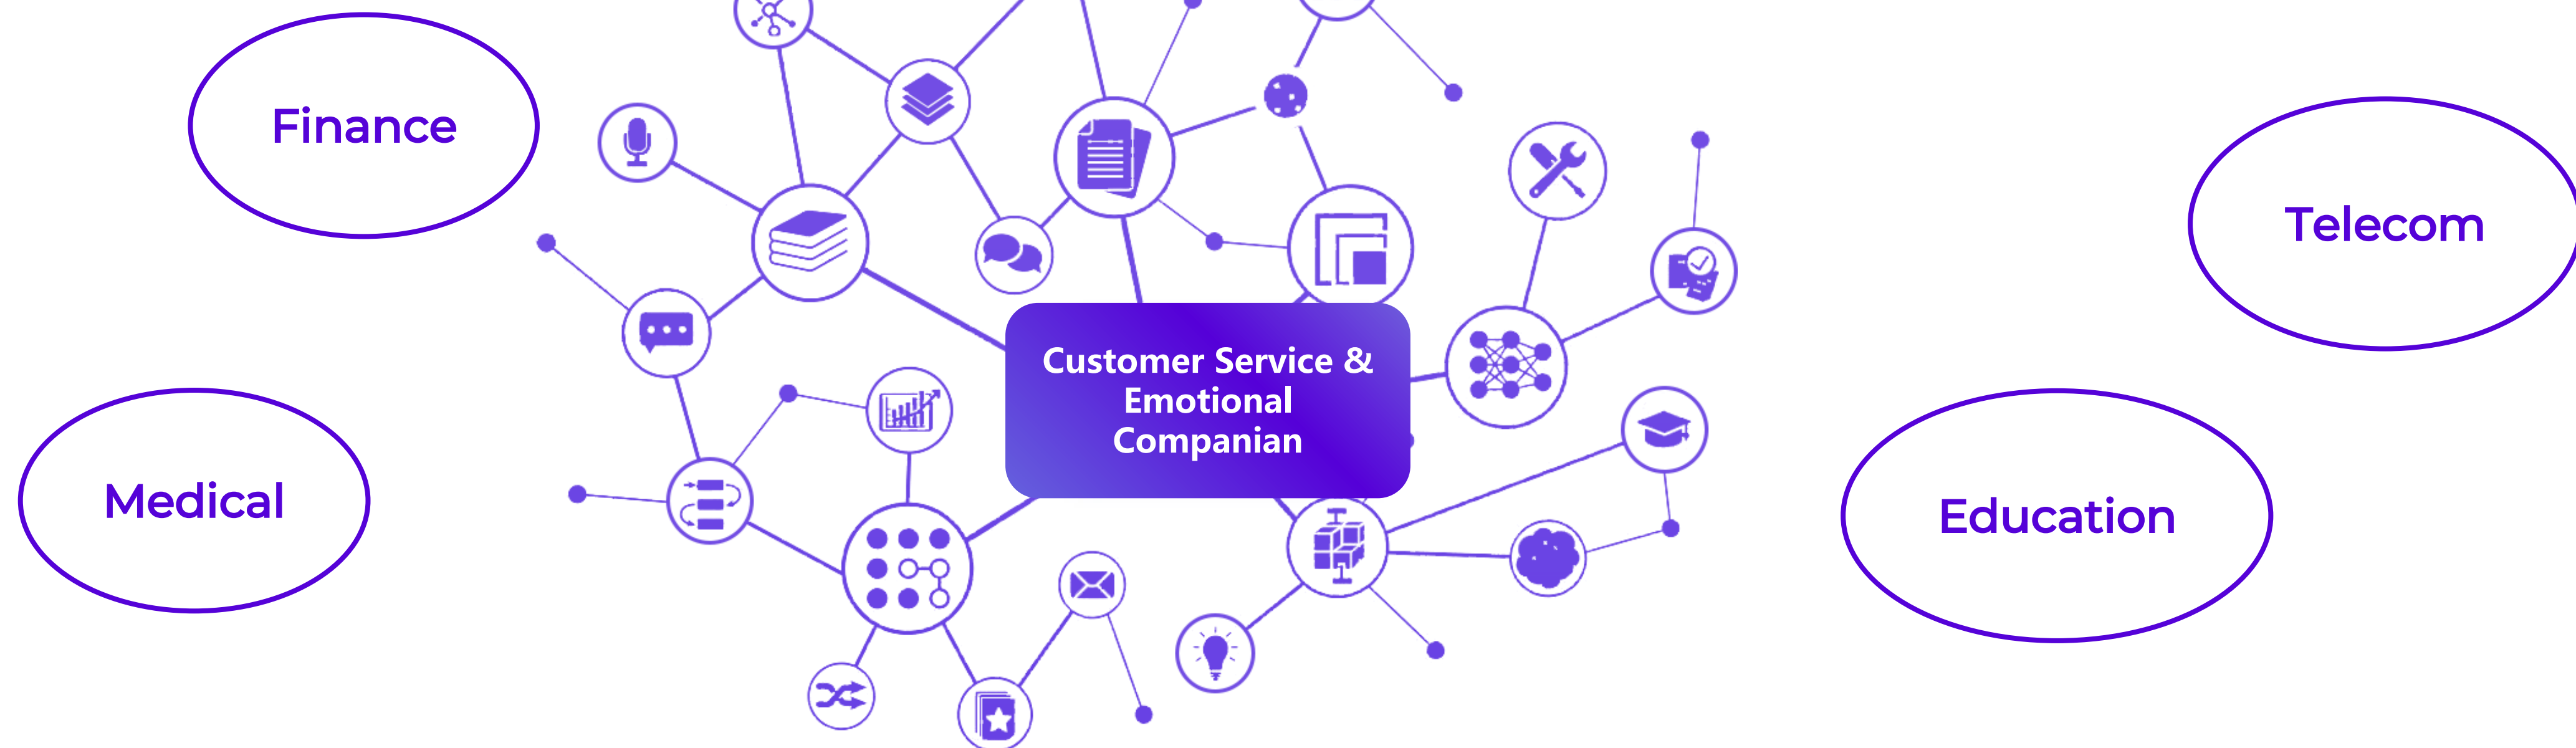 Finance
Telecom
Customer Service &
Emotional
Companian
Medical
Education